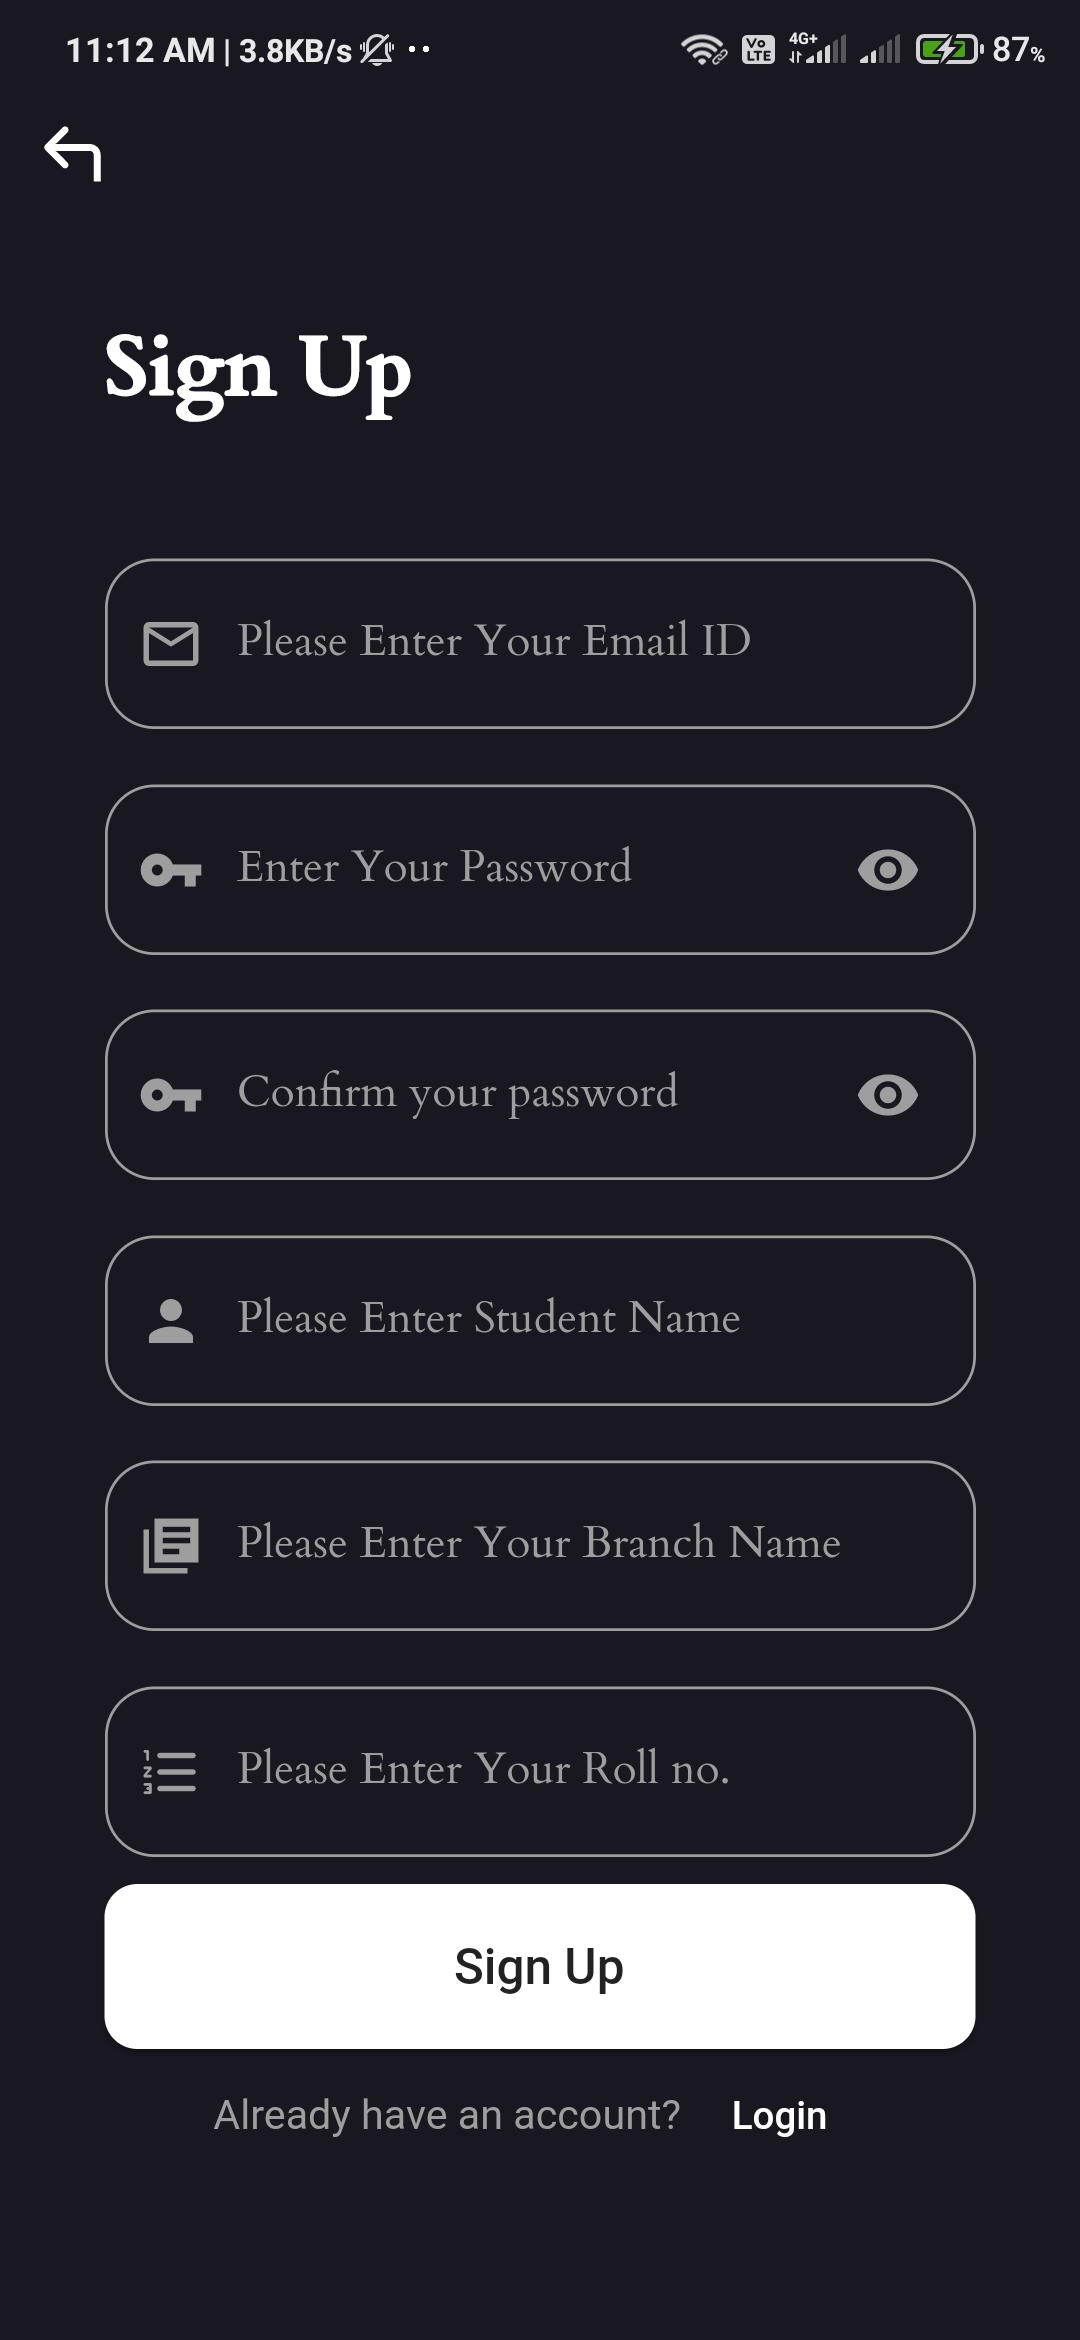 11:12 AM | 3.8KB/s
Vo LTE 4G+ 87%
Sign Up
Please Enter Your Email ID
Enter Your Password
Confirm your password
Please Enter Student Name
Please Enter Your Branch Name
Please Enter Your Roll no.
Sign Up
Already have an account? Login